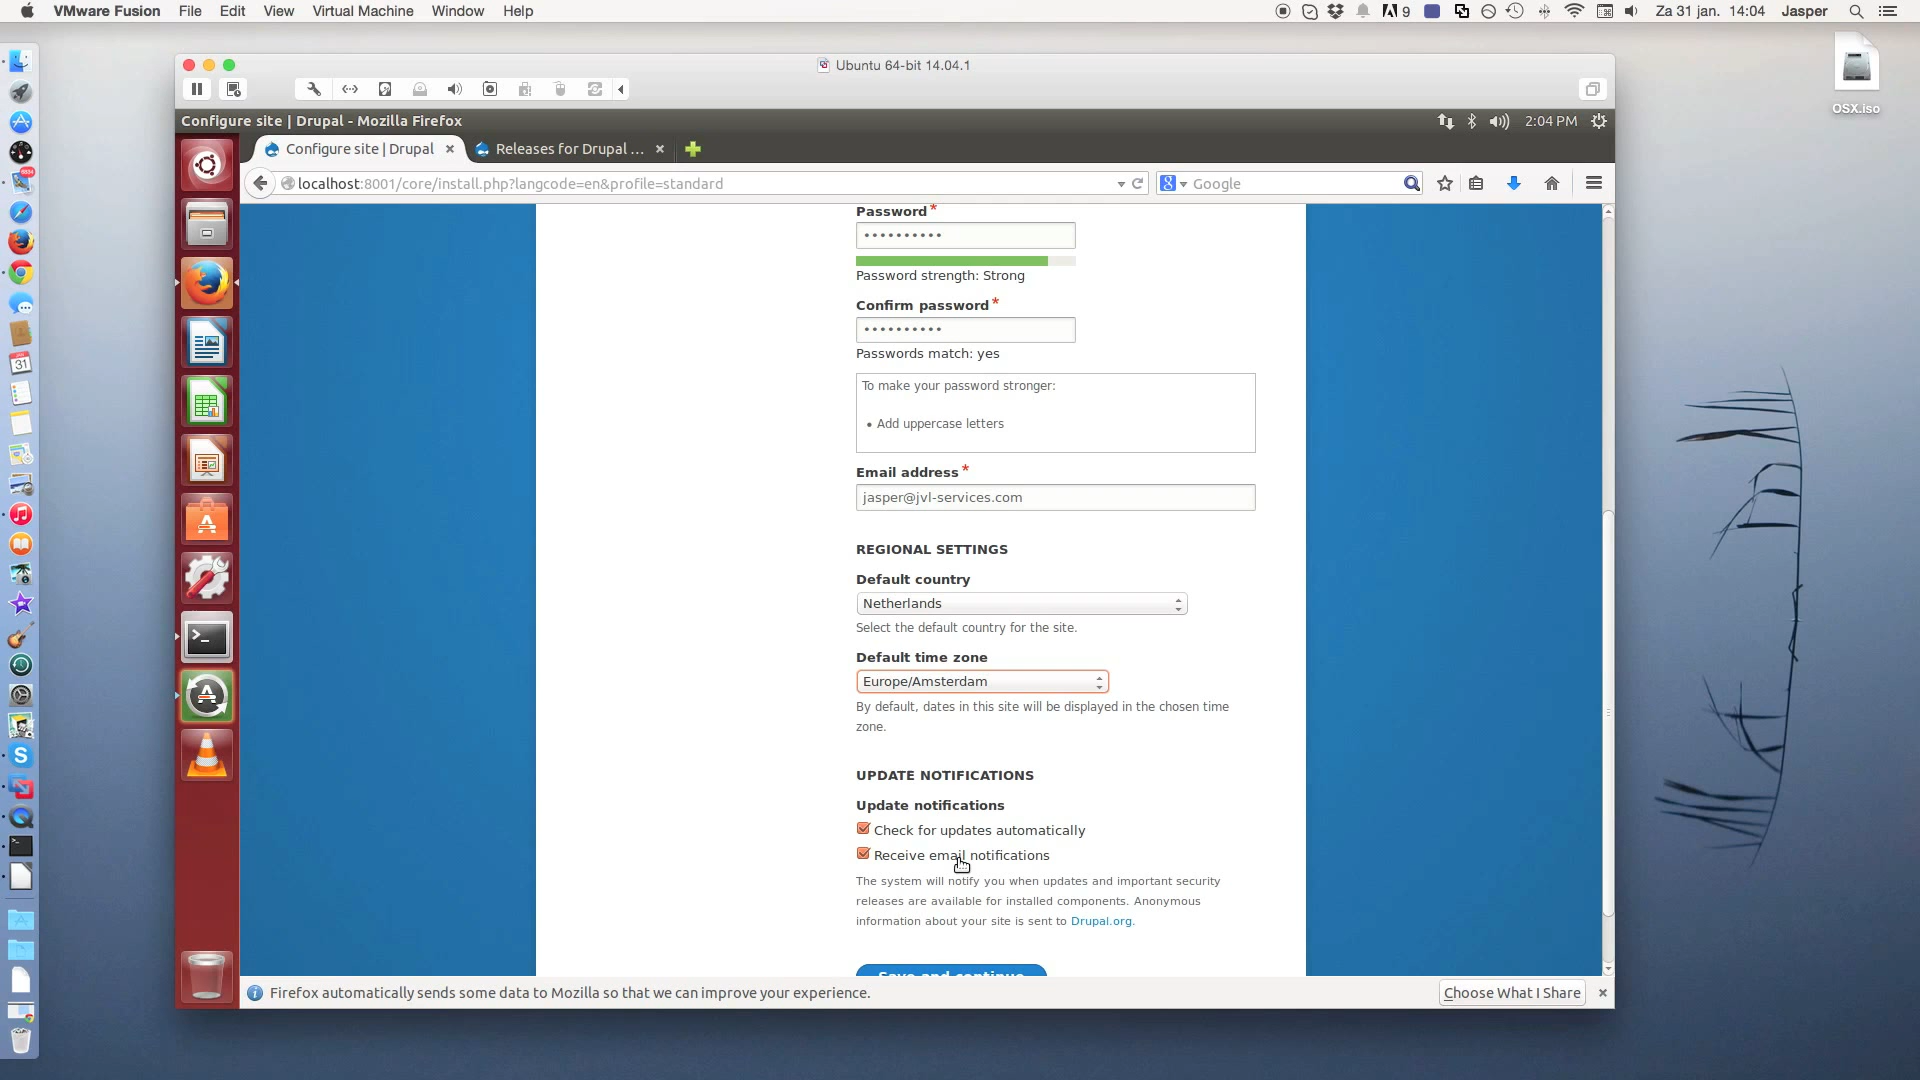 VMware Fusion File Edit View Virtual Machine Window Help
9 Za 31 jan. 14:04 Jasper
Ubuntu 64-bit 14.04.1
OSX.iso
Configure site | Drupal - Mozilla Firefox
2:04 PM
Configure site | Drupal
Releases for Drupal ...
localhost:8001/core/install.php?langcode=en&profile=standard
Google
Password *
Password strength: Strong
Confirm password *
Passwords match: yes
To make your password stronger:
• Add uppercase letters
Email address *
jasper@jvl-services.com
REGIONAL SETTINGS
Default country
Netherlands
Select the default country for the site.
Default time zone
Europe/Amsterdam
By default, dates in this site will be displayed in the chosen time
zone.
UPDATE NOTIFICATIONS
Update notifications
Check for updates automatically
Receive email notifications
The system will notify you when updates and important security
releases are available for installed components. Anonymous
information about your site is sent to Drupal.org.
Save and continue
Firefox automatically sends some data to Mozilla so that we can improve your experience.
Choose What I Share
31